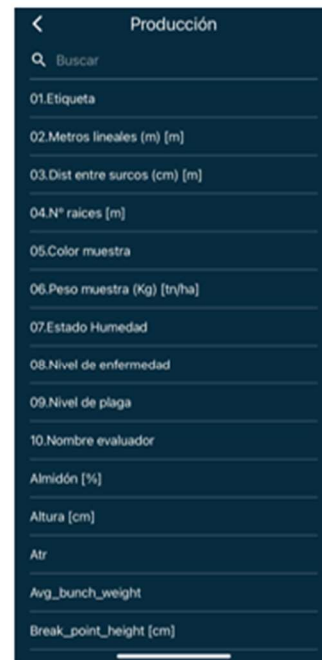 Producción
Buscar
01.Etiqueta
02.Metros lineales (m) [m]
03.Dist entre surcos (cm) [m]
04.N° raices [m]
05.Color muestra
06.Peso muestra (Kg) [tn/ha]
07.Estado Humedad
08.Nivel de enfermedad
09.Nivel de plaga
10.Nombre evaluador
Almidón [%]
Altura [cm]
Atr
Avg_bunch_weight
Break_point_height [cm]